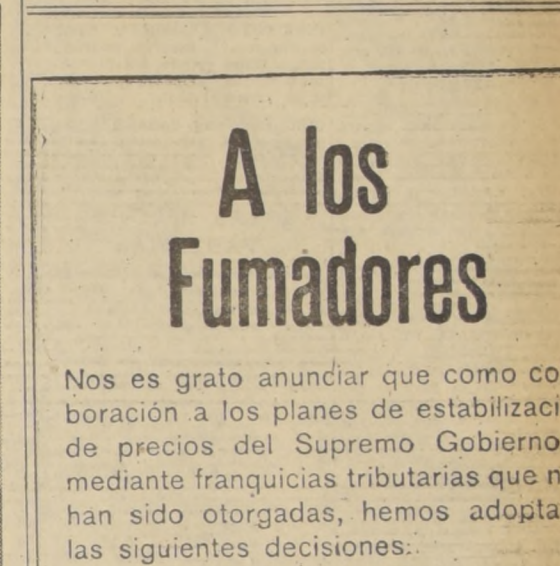 A los
Fumadores
Nos es grato anunciar que como co
boración a los planes de estabilizaci
de precios del Supremo Gobierno
mediante franquicias tributarias que n
han sido otorgadas, hemos adopta
las siguientes decisiones: